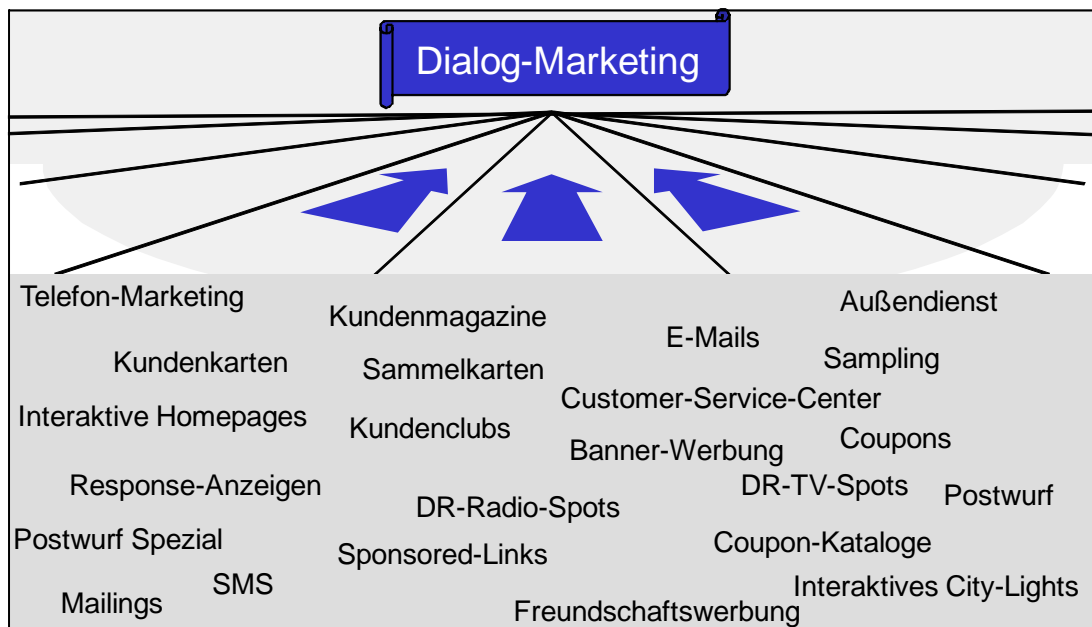 Dialog-Marketing
Telefon-Marketing
Kundenmagazine
Außendienst
E-Mails
Kundenkarten
Sammelkarten
Sampling
Customer-Service-Center
Interaktive Homepages
Kundenclubs
Coupons
Banner-Werbung
Response-Anzeigen
DR-TV-Spots
Postwurf
DR-Radio-Spots
Postwurf Spezial
Sponsored-Links
Coupon-Kataloge
SMS
Interaktives City-Lights
Mailings
Freundschaftswerbung